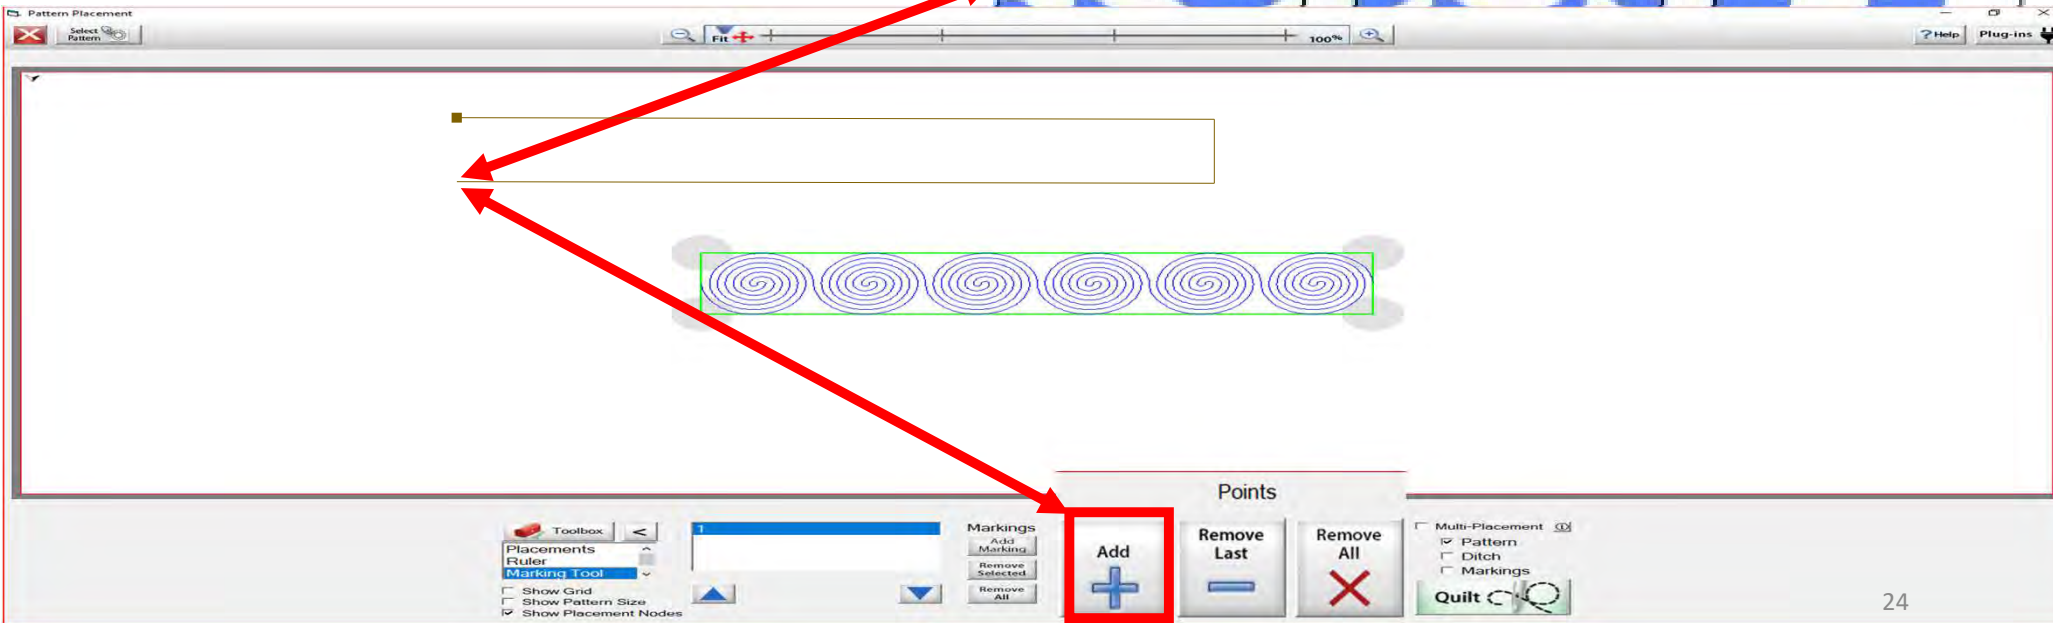 Pattern Placement
Select Pattern
Fit
100%
?Help
Plug-ins
Points
Toolbox
<
Placements
Ruler
Marking Tool
Show Grid
Show Pattern Size
Show Placement Nodes
1
Markings
Add Marking
Remove Selected
Remove All
Add
Remove Last
Remove All
Multi-Placement
Pattern
Ditch
Markings
Quilt
24